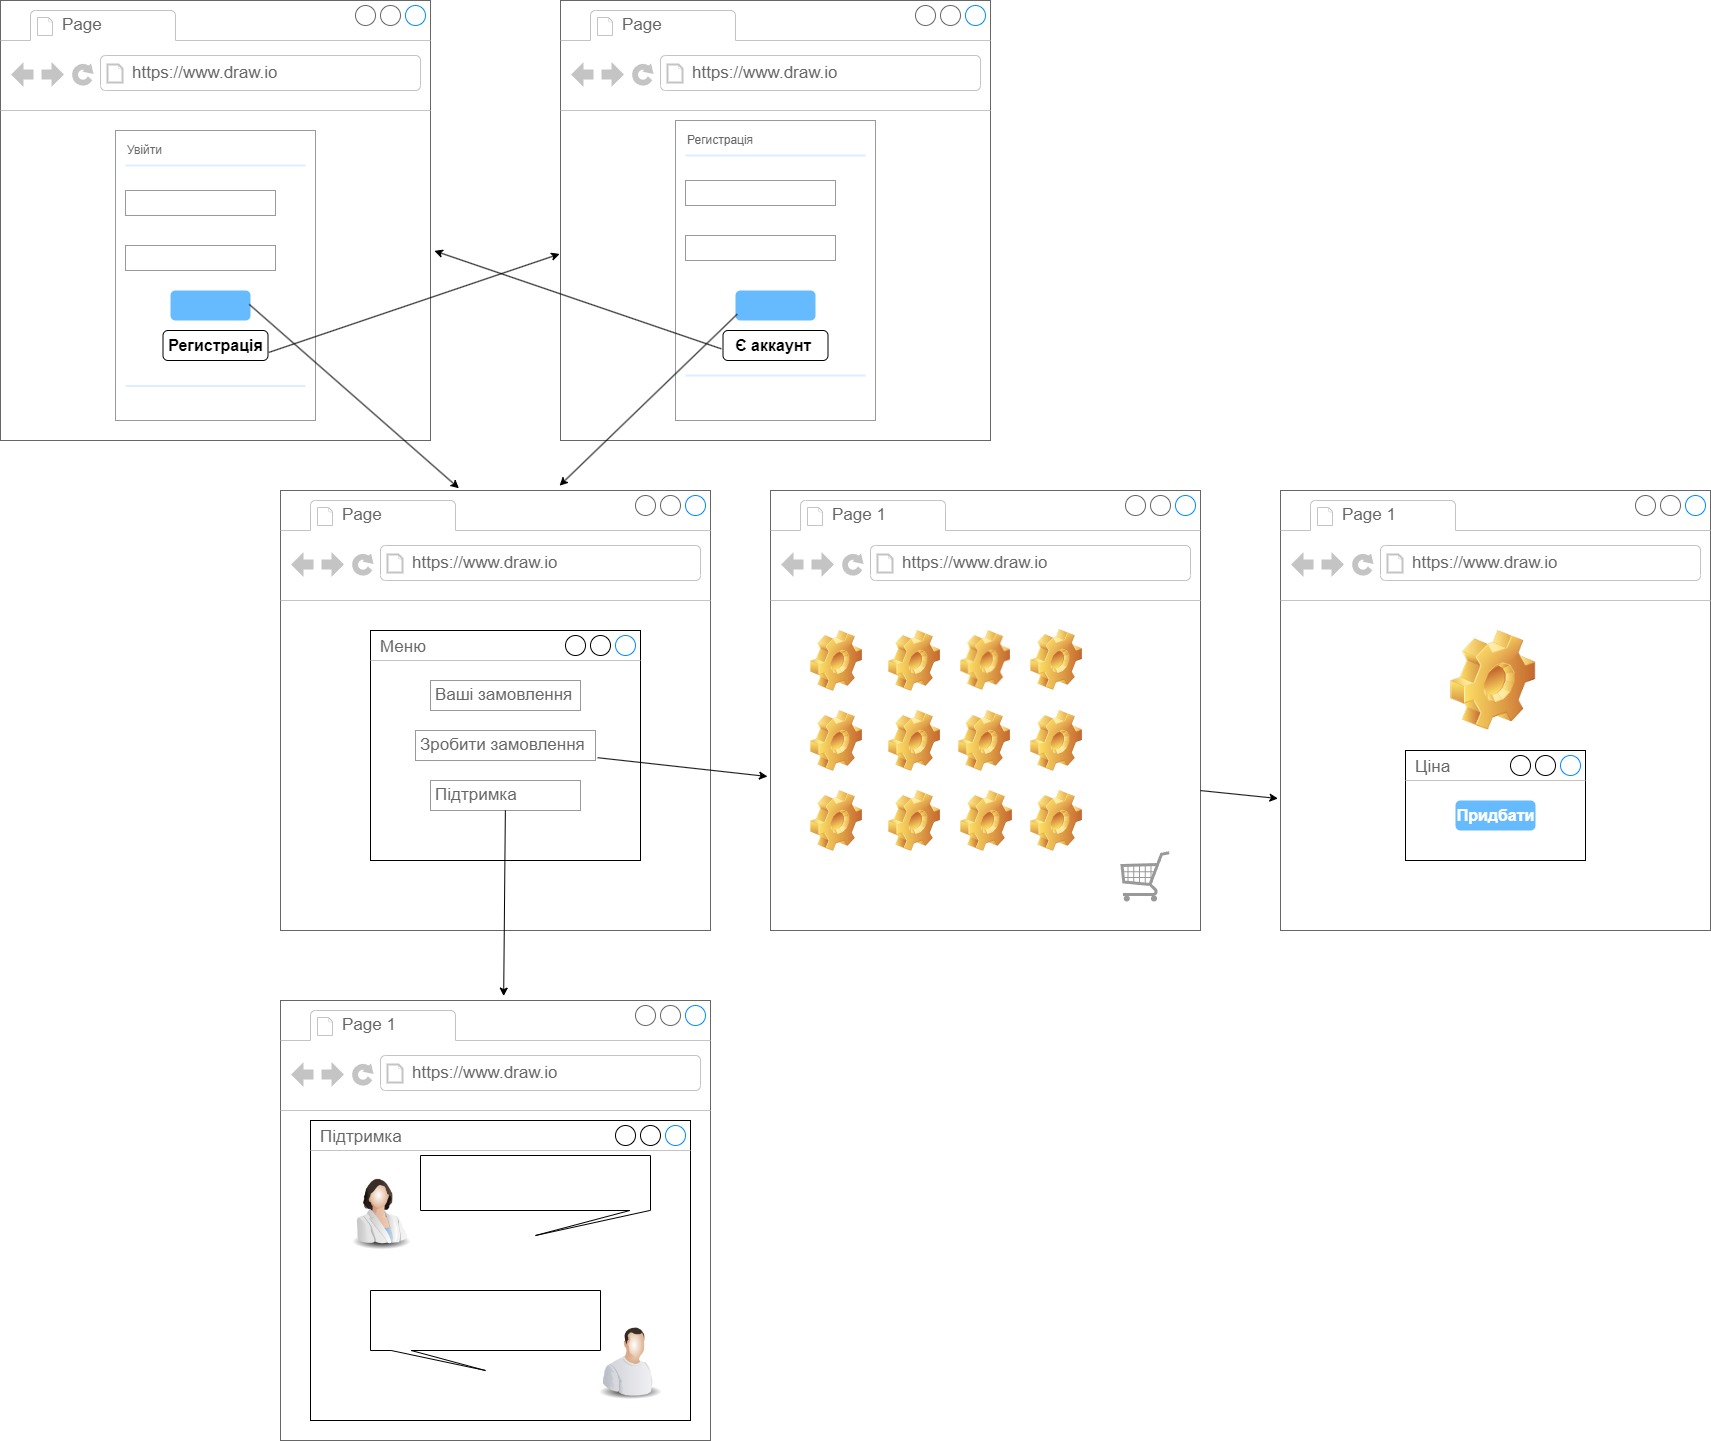 Page
https://www.draw.io
Увійти
Регистрація
Page
https://www.draw.io
Регистрація
Є аккаунт
Page
https://www.draw.io
Меню
Ваші замовлення
Зробити замовлення
Підтримка
Page 1
https://www.draw.io
Page 1
https://www.draw.io
Ціна
Придбати
Page 1
https://www.draw.io
Підтримка